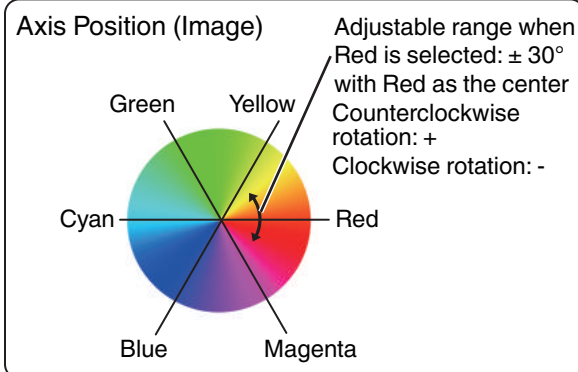 Axis Position (Image)
Adjustable range when
Red is selected: ± 30°
with Red as the center
Counterclockwise
rotation: +
Clockwise rotation: -
Green
Yellow
Cyan
Red
Blue
Magenta